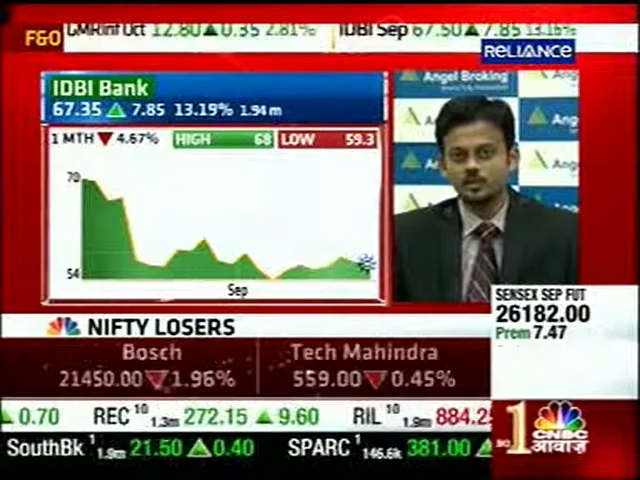 F&O GMRInf Oct 12.80 ▲ 0.35 2.81% IDBI Sep 67.50 ▲ 7.85 13.16%
RELIANCE
IDBI Bank
67.35 ▲ 7.85 13.19% 1.94 m
Angel Broking
1 MTH ▼ 4.67% HIGH 68 LOW 59.3
Ange
Ange
70
54
Sep
SENSEX SEP FUT
26182.00
Prem 7.47
NIFTY LOSERS
Bosch Tech Mahindra
21450.00 ▼ 1.96% 559.00 ▼ 0.45%
▲ 0.70 REC 10 1.3m 272.15 ▲ 9.60 RIL 10 1.9m 884.25
SouthBk 1 1.9m 21.50 ▲ 0.40 SPARC 1 146.6k 381.00 ▲
1 CNBC
आवाज़